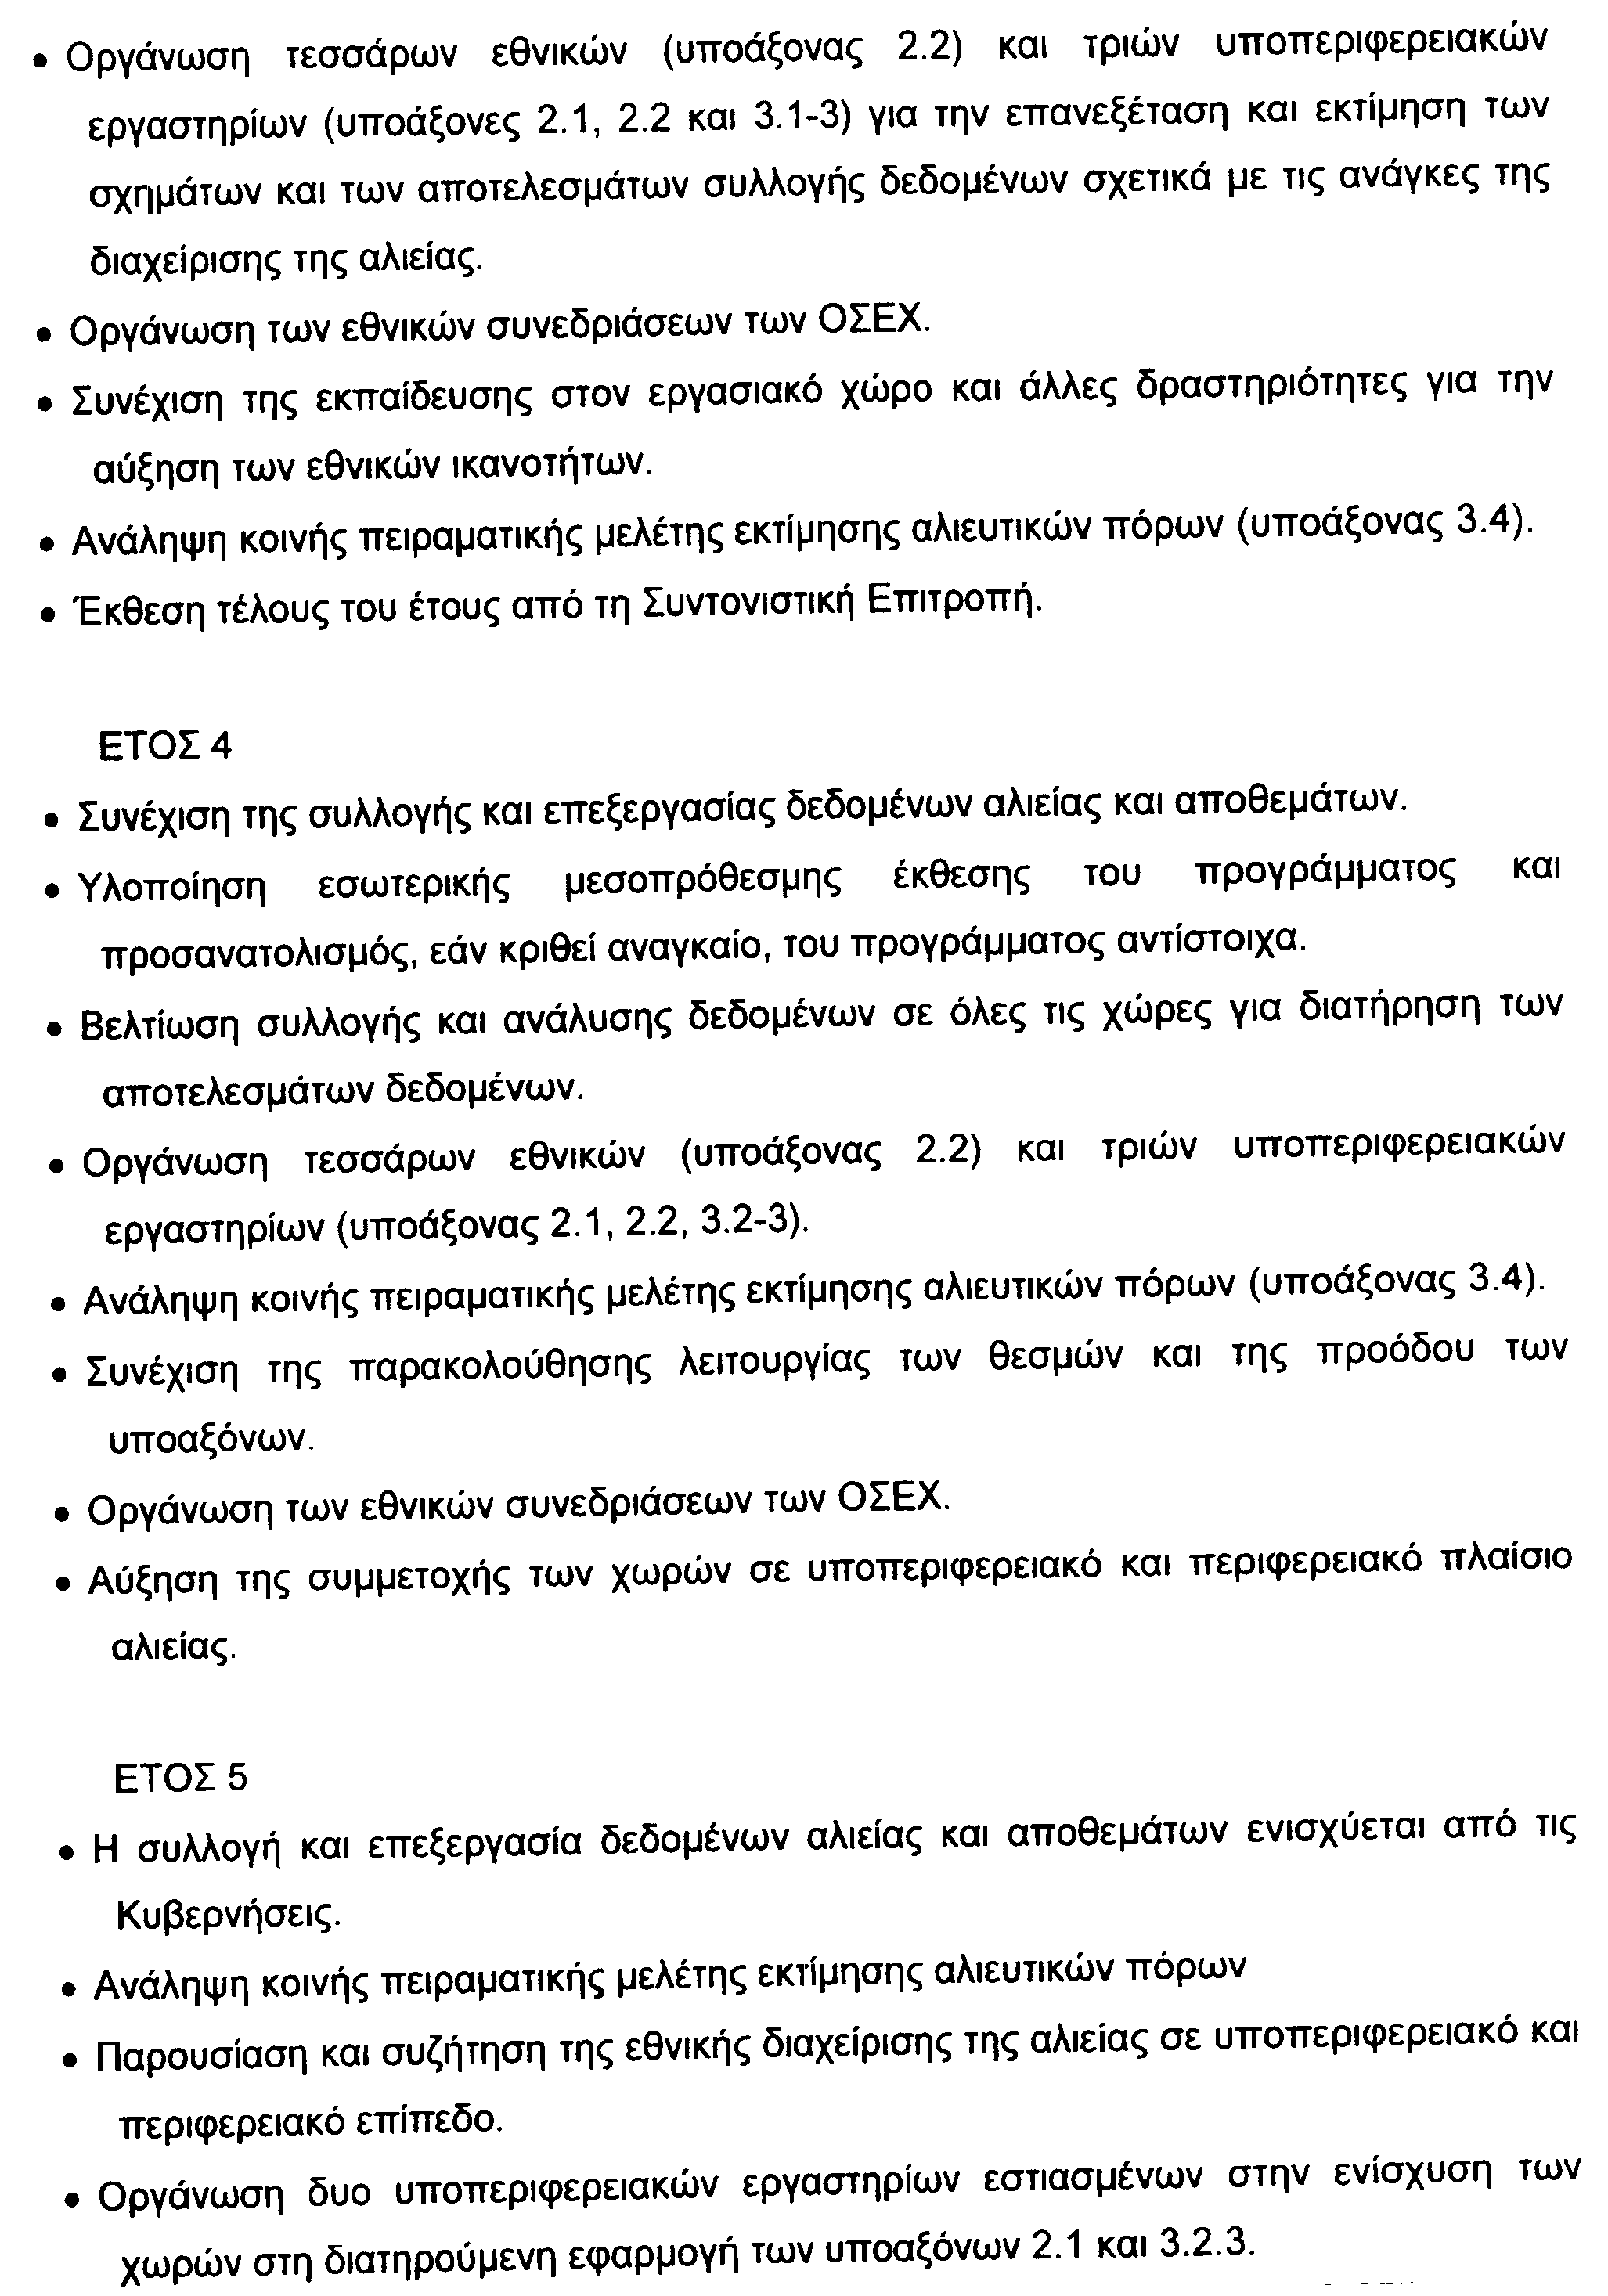 • Οργάνωση τεσσάρων εθνικών (υποάξονας 2.2) και τριών υποπεριφερειακών
εργαστηρίων (υποάξονες 2.1, 2.2 και 3.1-3) για την επανεξέταση και εκτίμηση των
σχημάτων και των αποτελεσμάτων συλλογής δεδομένων σχετικά με τις ανάγκες της
διαχείρισης της αλιείας.
• Οργάνωση των εθνικών συνεδριάσεων των ΟΣΕΧ.
• Συνέχιση της εκπαίδευσης στον εργασιακό χώρο και άλλες δραστηριότητες για την
αύξηση των εθνικών ικανοτήτων.
• Ανάληψη κοινής πειραματικής μελέτης εκτίμησης αλιευτικών πόρων (υποάξονας 3.4).
• Έκθεση τέλους του έτους από τη Συντονιστική Επιτροπή.
ΕΤΟΣ 4
• Συνέχιση της συλλογής και επεξεργασίας δεδομένων αλιείας και αποθεμάτων.
• Υλοποίηση εσωτερικής μεσοπρόθεσμης έκθεσης του προγράμματος και
προσανατολισμός, εάν κριθεί αναγκαίο, του προγράμματος αντίστοιχα.
• Βελτίωση συλλογής και ανάλυσης δεδομένων σε όλες τις χώρες για διατήρηση των
αποτελεσμάτων δεδομένων.
• Οργάνωση τεσσάρων εθνικών (υποάξονας 2.2) και τριών υποπεριφερειακών
εργαστηρίων (υποάξονας 2.1, 2.2, 3.2-3).
• Ανάληψη κοινής πειραματικής μελέτης εκτίμησης αλιευτικών πόρων (υποάξονας 3.4).
• Συνέχιση της παρακολούθησης λειτουργίας των θεσμών και της προόδου των
υποαξόνων.
• Οργάνωση των εθνικών συνεδριάσεων των ΟΣΕΧ.
• Αύξηση της συμμετοχής των χωρών σε υποπεριφερειακό και περιφερειακό πλαίσιο
αλιείας.
ΕΤΟΣ 5
• Η συλλογή και επεξεργασία δεδομένων αλιείας και αποθεμάτων ενισχύεται από τις
Κυβερνήσεις.
• Ανάληψη κοινής πειραματικής μελέτης εκτίμησης αλιευτικών πόρων
• Παρουσίαση και συζήτηση της εθνικής διαχείρισης της αλιείας σε υποπεριφερειακό και
περιφερειακό επίπεδο.
• Οργάνωση δυο υποπεριφερειακών εργαστηρίων εστιασμένων στην ενίσχυση των
χωρών στη διατηρούμενη εφαρμογή των υποαξόνων 2.1 και 3.2.3.